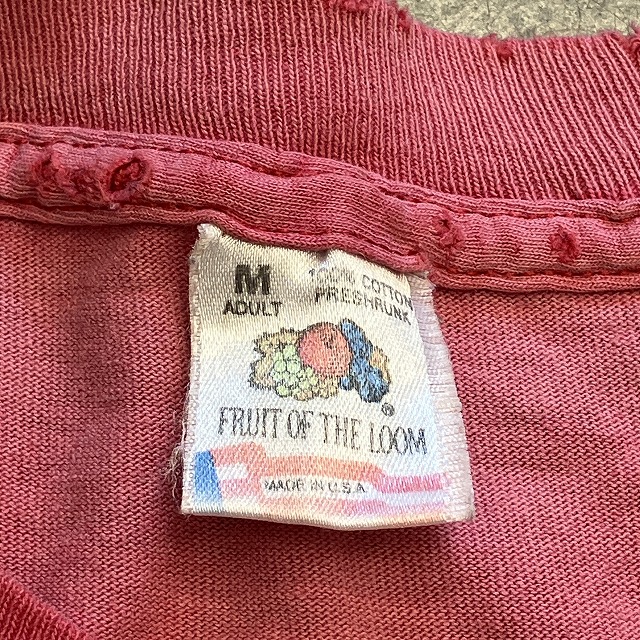 M
ADULT
100% COTTON
PRESHRUNK
FRUIT OF THE LOOM
®
MADE IN U.S.A.